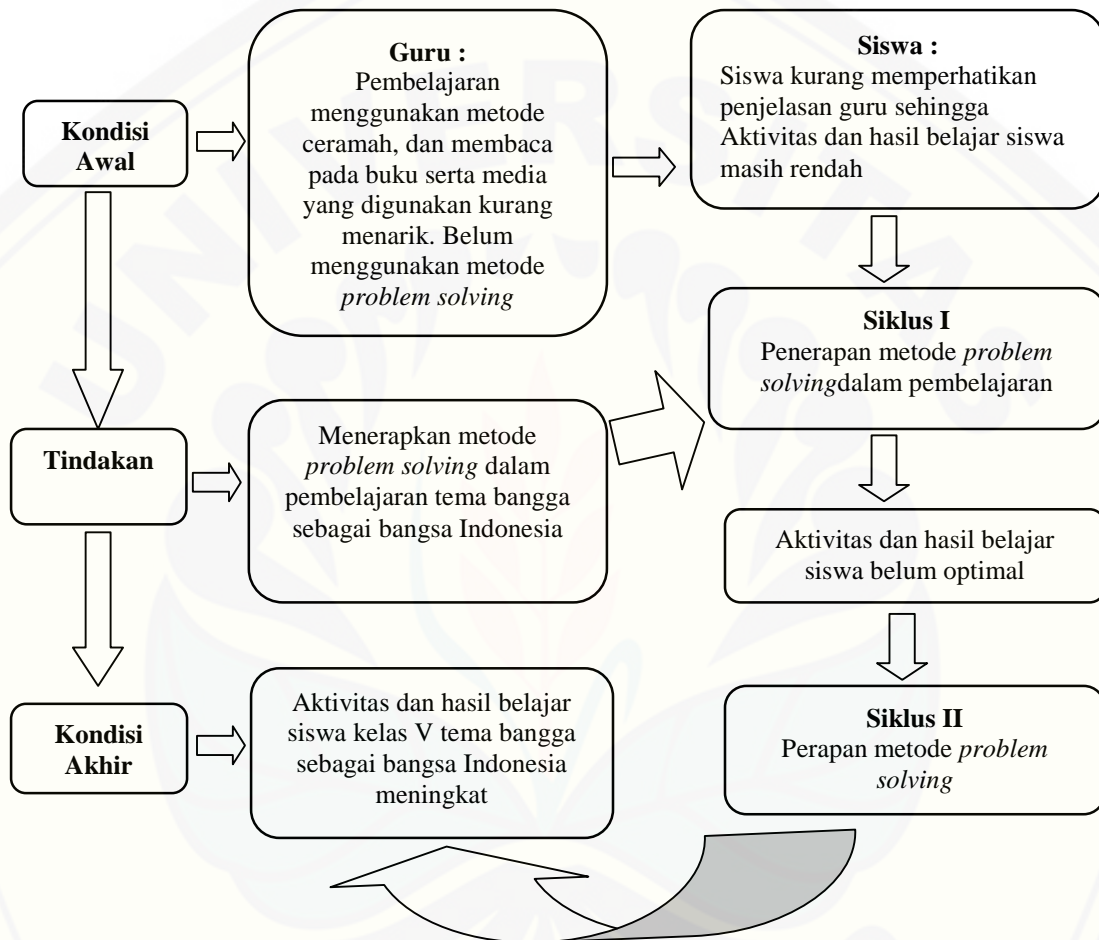 Kondisi
Awal
Guru :
Pembelajaran
menggunakan metode
ceramah, dan membaca
pada buku serta media
yang digunakan kurang
menarik. Belum
menggunakan metode
problem solving
Siswa :
Siswa kurang memperhatikan
penjelasan guru sehingga
Aktivitas dan hasil belajar siswa
masih rendah
Siklus I
Penerapan metode problem
solvingdalam pembelajaran
Tindakan
Menerapkan metode
problem solving dalam
pembelajaran tema bangga
sebagai bangsa Indonesia
Aktivitas dan hasil belajar
siswa belum optimal
Kondisi
Akhir
Aktivitas dan hasil belajar
siswa kelas V tema bangga
sebagai bangsa Indonesia
meningkat
Siklus II
Perapan metode problem
solving
UNIVERSITAS